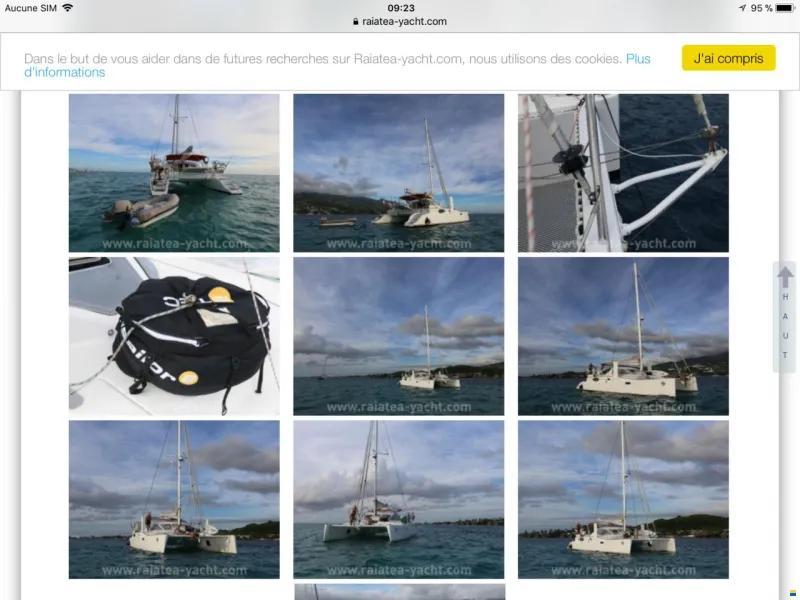 Aucune SIM
09:23
95 %
raiatea-yacht.com
Dans le but de vous aider dans de futures recherches sur Raiatea-yacht.com, nous utilisons des cookies. Plus
d'informations
J'ai compris
www.raiatea-yacht.com
www.raiatea-yacht.com
www.raiatea-yacht.com
www.raiatea-yacht.com
www.raiatea-yacht.com
www.raiatea-yacht.com
www.raiatea-yacht.com
www.raiatea-yacht.com
H
A
U
T